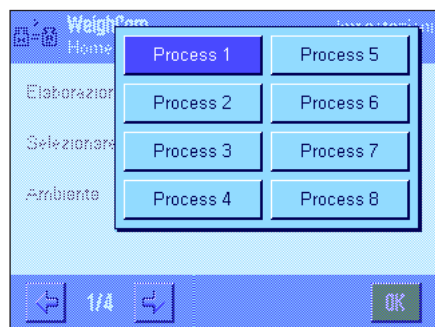 WeighCom
Home
Elaborazion
Selezionare
Ambiente
Process 1
Process 5
Process 2
Process 6
Process 3
Process 7
Process 4
Process 8
1/4
OK